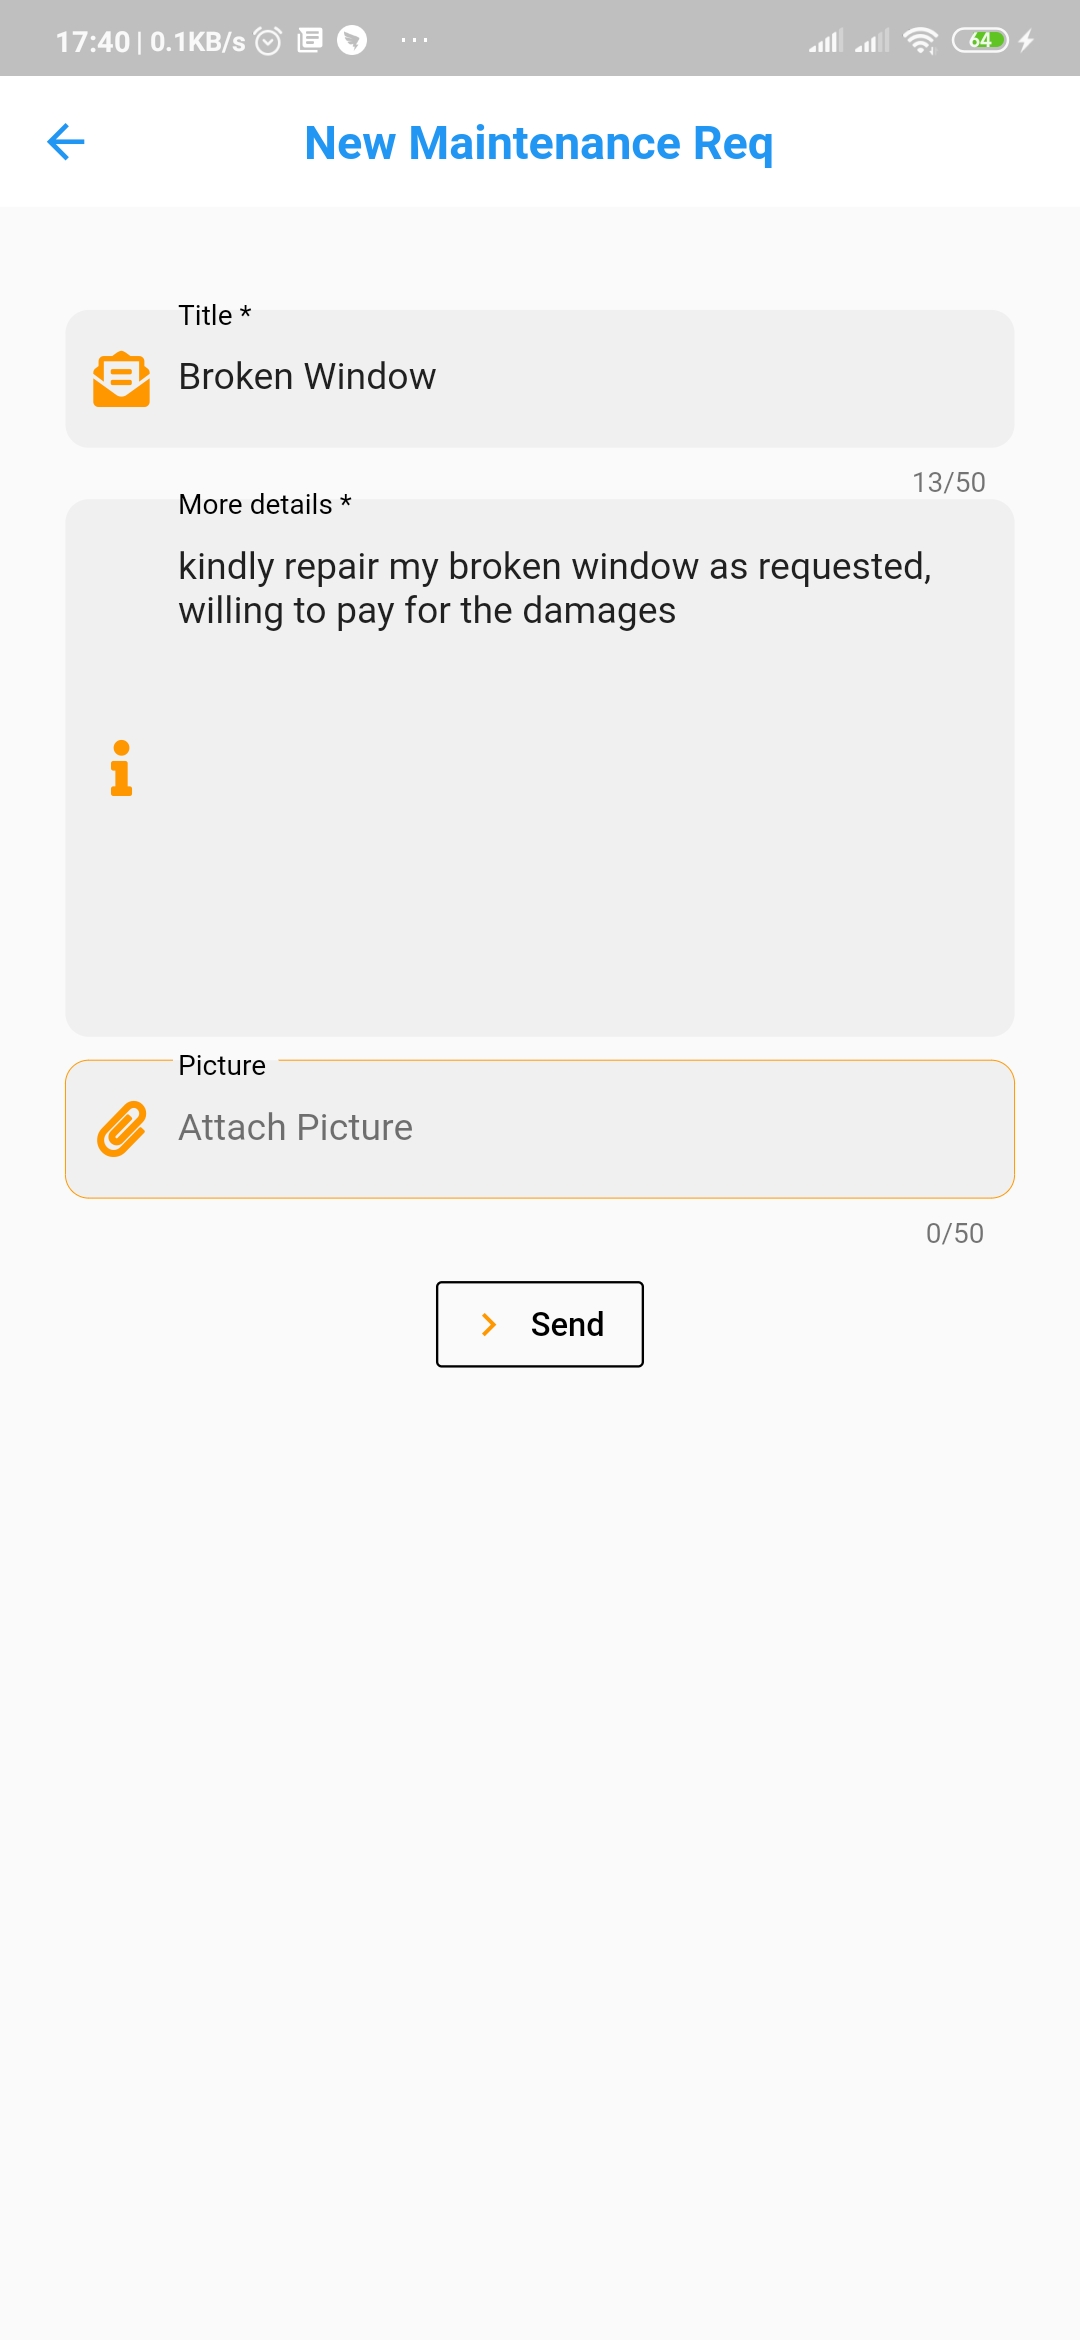 17:40 | 0.1KB/s ... 64
New Maintenance Req
Title *
Broken Window
13/50
More details *
kindly repair my broken window as requested,
willing to pay for the damages
Picture
Attach Picture
0/50
Send